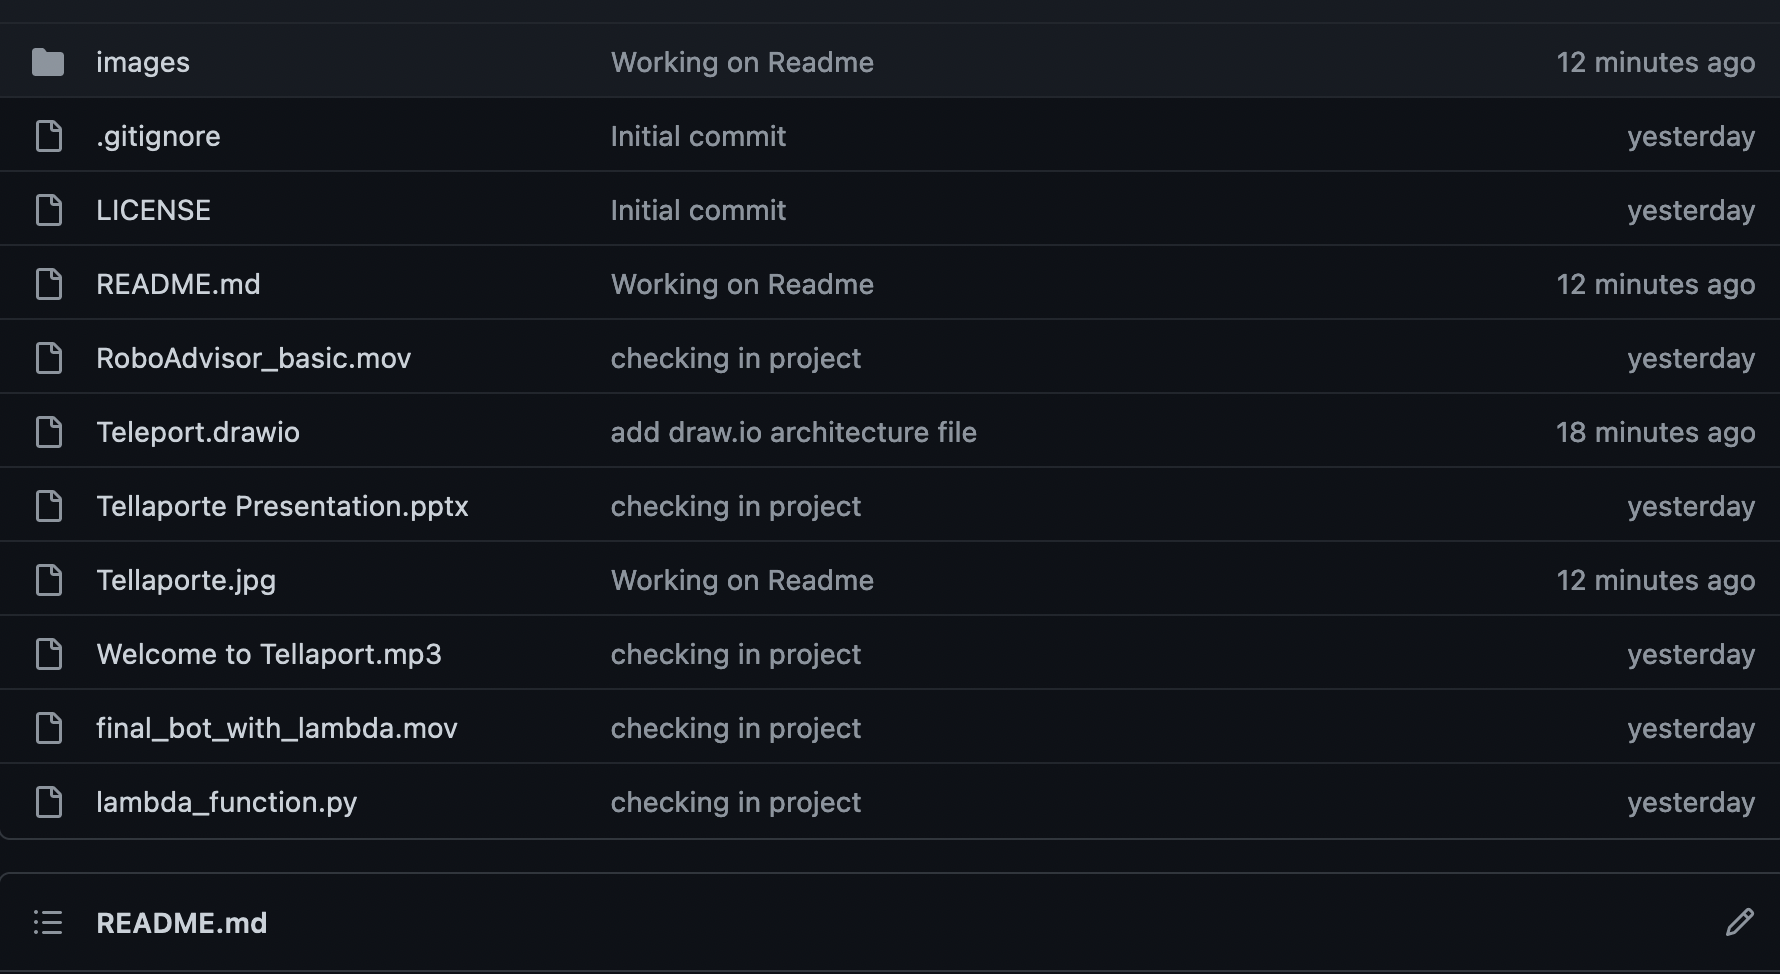 images Working on Readme 12 minutes ago
.gitignore Initial commit yesterday
LICENSE Initial commit yesterday
README.md Working on Readme 12 minutes ago
RoboAdvisor_basic.mov checking in project yesterday
Teleport.drawio add draw.io architecture file 18 minutes ago
Tellaporte Presentation.pptx checking in project yesterday
Tellaporte.jpg Working on Readme 12 minutes ago
Welcome to Tellaport.mp3 checking in project yesterday
final_bot_with_lambda.mov checking in project yesterday
lambda_function.py checking in project yesterday
README.md